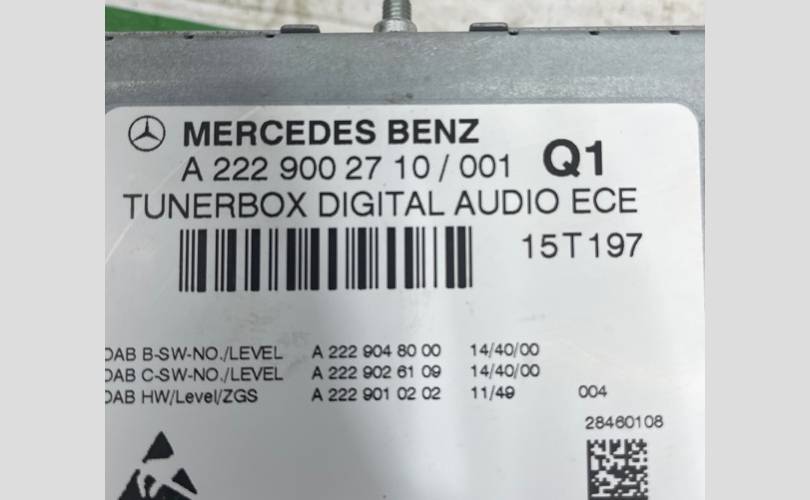 MERCEDES BENZ
A 222 900 27 10 / 001 Q1
TUNERBOX DIGITAL AUDIO ECE
15T197
DAB B-SW-NO./LEVEL A 222 904 80 00 14/40/00
DAB C-SW-NO./LEVEL A 222 902 61 09 14/40/00
DAB HW/Level/ZGS A 222 901 02 02 11/49 004
28460108